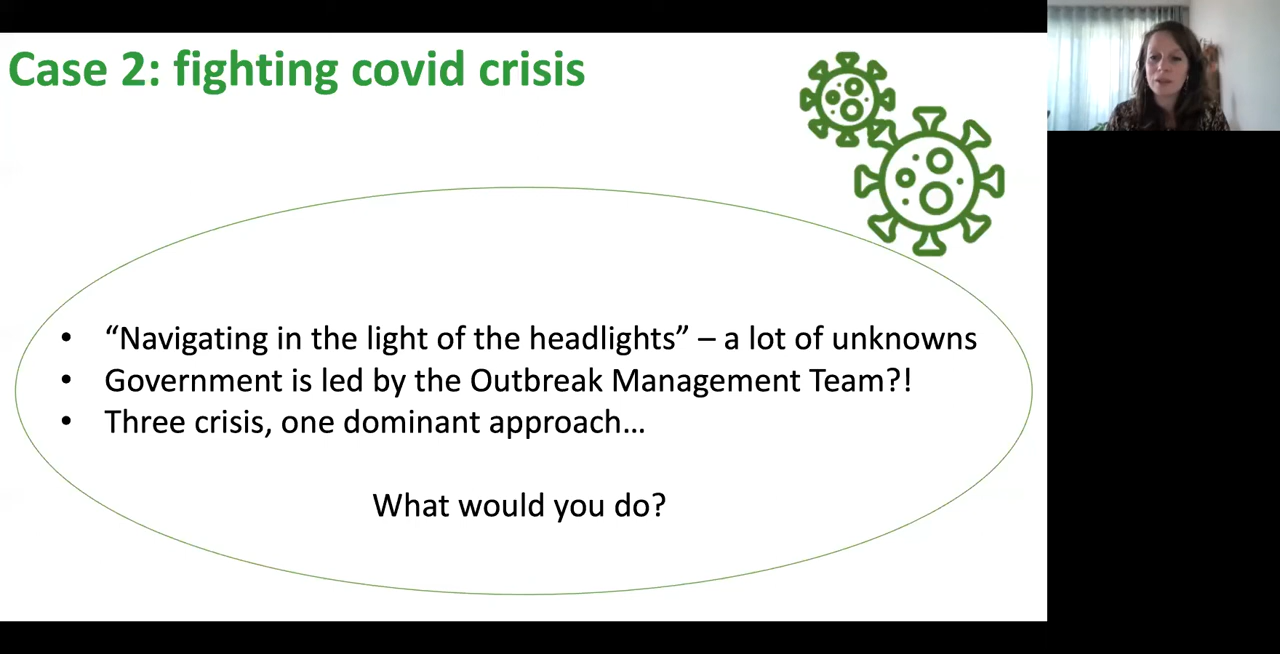 Case 2: fighting covid crisis
• “Navigating in the light of the headlights” – a lot of unknowns
• Government is led by the Outbreak Management Team?!
• Three crisis, one dominant approach…
What would you do?